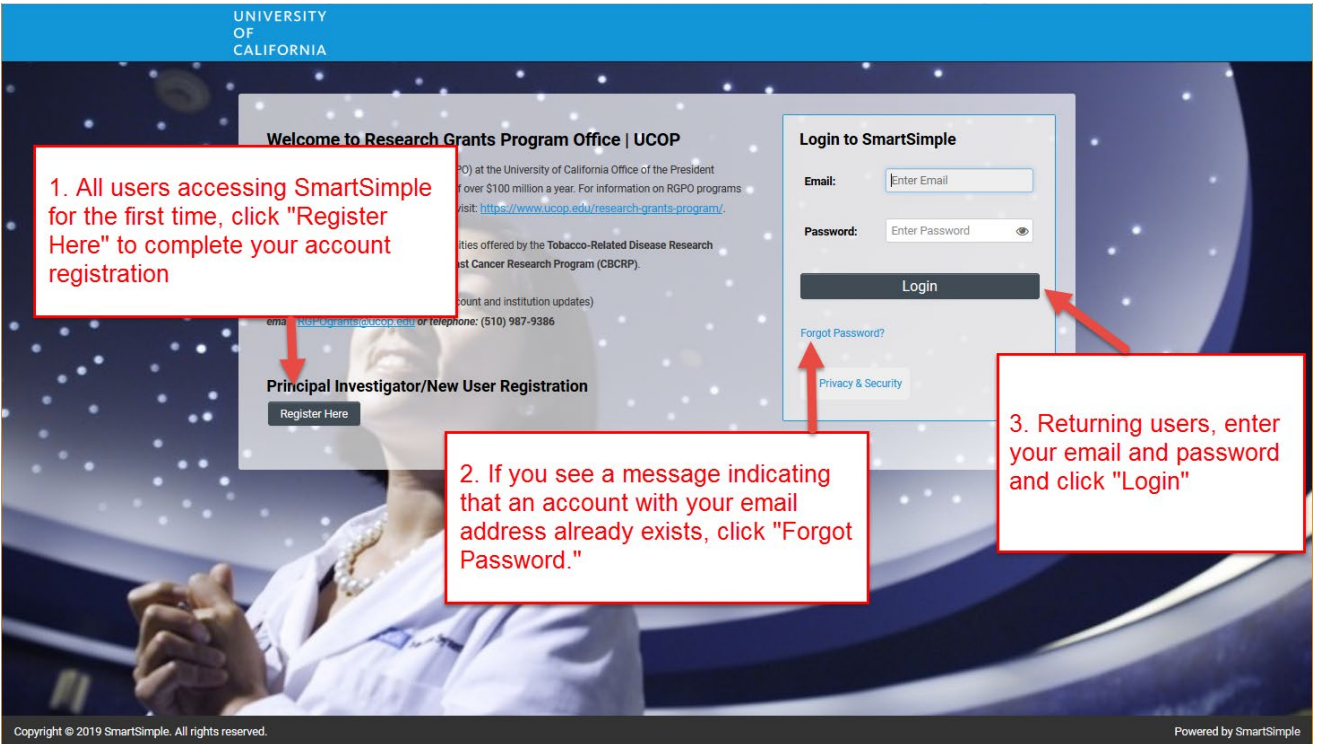 UNIVERSITY
OF
CALIFORNIA
Welcome to Research Grants Program Office | UCOP
PO) at the University of California Office of the President
f over $100 million a year. For information on RGPO programs
visit: https://www.ucop.edu/research-grants-program/.
ities offered by the Tobacco-Related Disease Research
st Cancer Research Program (CBCRP).
count and institution updates)
RGPOgrants@ucop.edu or telephone: (510) 987-9386
Principal Investigator/New User Registration
Register Here
Login to SmartSimple
Email:
Enter Email
Password:
Enter Password
Login
Forgot Password?
Privacy & Security
1. All users accessing SmartSimple
for the first time, click "Register
Here" to complete your account
registration
2. If you see a message indicating
that an account with your email
address already exists, click "Forgot
Password."
3. Returning users, enter
your email and password
and click "Login"
Copyright © 2019 SmartSimple. All rights reserved.
Powered by SmartSimple